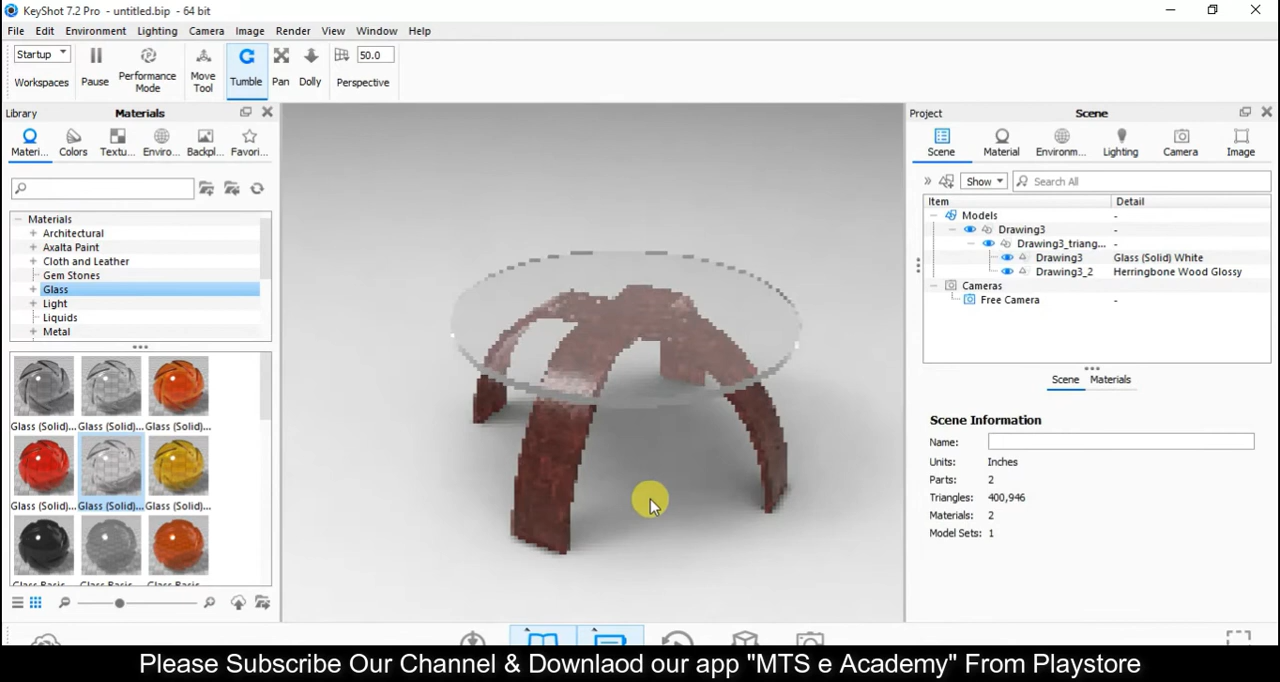 KeyShot 7.2 Pro - untitled.bip - 64 bit
File Edit Environment Lighting Camera Image Render View Window Help
Startup 50.0
Workspaces Pause Performance Mode Move Tool Tumble Pan Dolly Perspective
Library Materials
Materi... Colors Textu... Enviro... Backpl... Favori...
Materials
Architectural
Axalta Paint
Cloth and Leather
Gem Stones
Glass
Light
Liquids
Metal
Glass (Solid)... Glass (Solid)... Glass (Solid)...
Glass (Solid)... Glass (Solid)... Glass (Solid)...
Glass Basic Glass Basic Glass Basic
Project Scene
Scene Material Environm... Lighting Camera Image
Show Search All
Item Detail
Models -
Drawing3 -
Drawing3_triang... -
Drawing3 Glass (Solid) White
Drawing3_2 Herringbone Wood Glossy
Cameras
Free Camera -
Scene Materials
Scene Information
Name:
Units: Inches
Parts: 2
Triangles: 400,946
Materials: 2
Model Sets: 1
Please Subscribe Our Channel & Downlaod our app "MTS e Academy" From Playstore